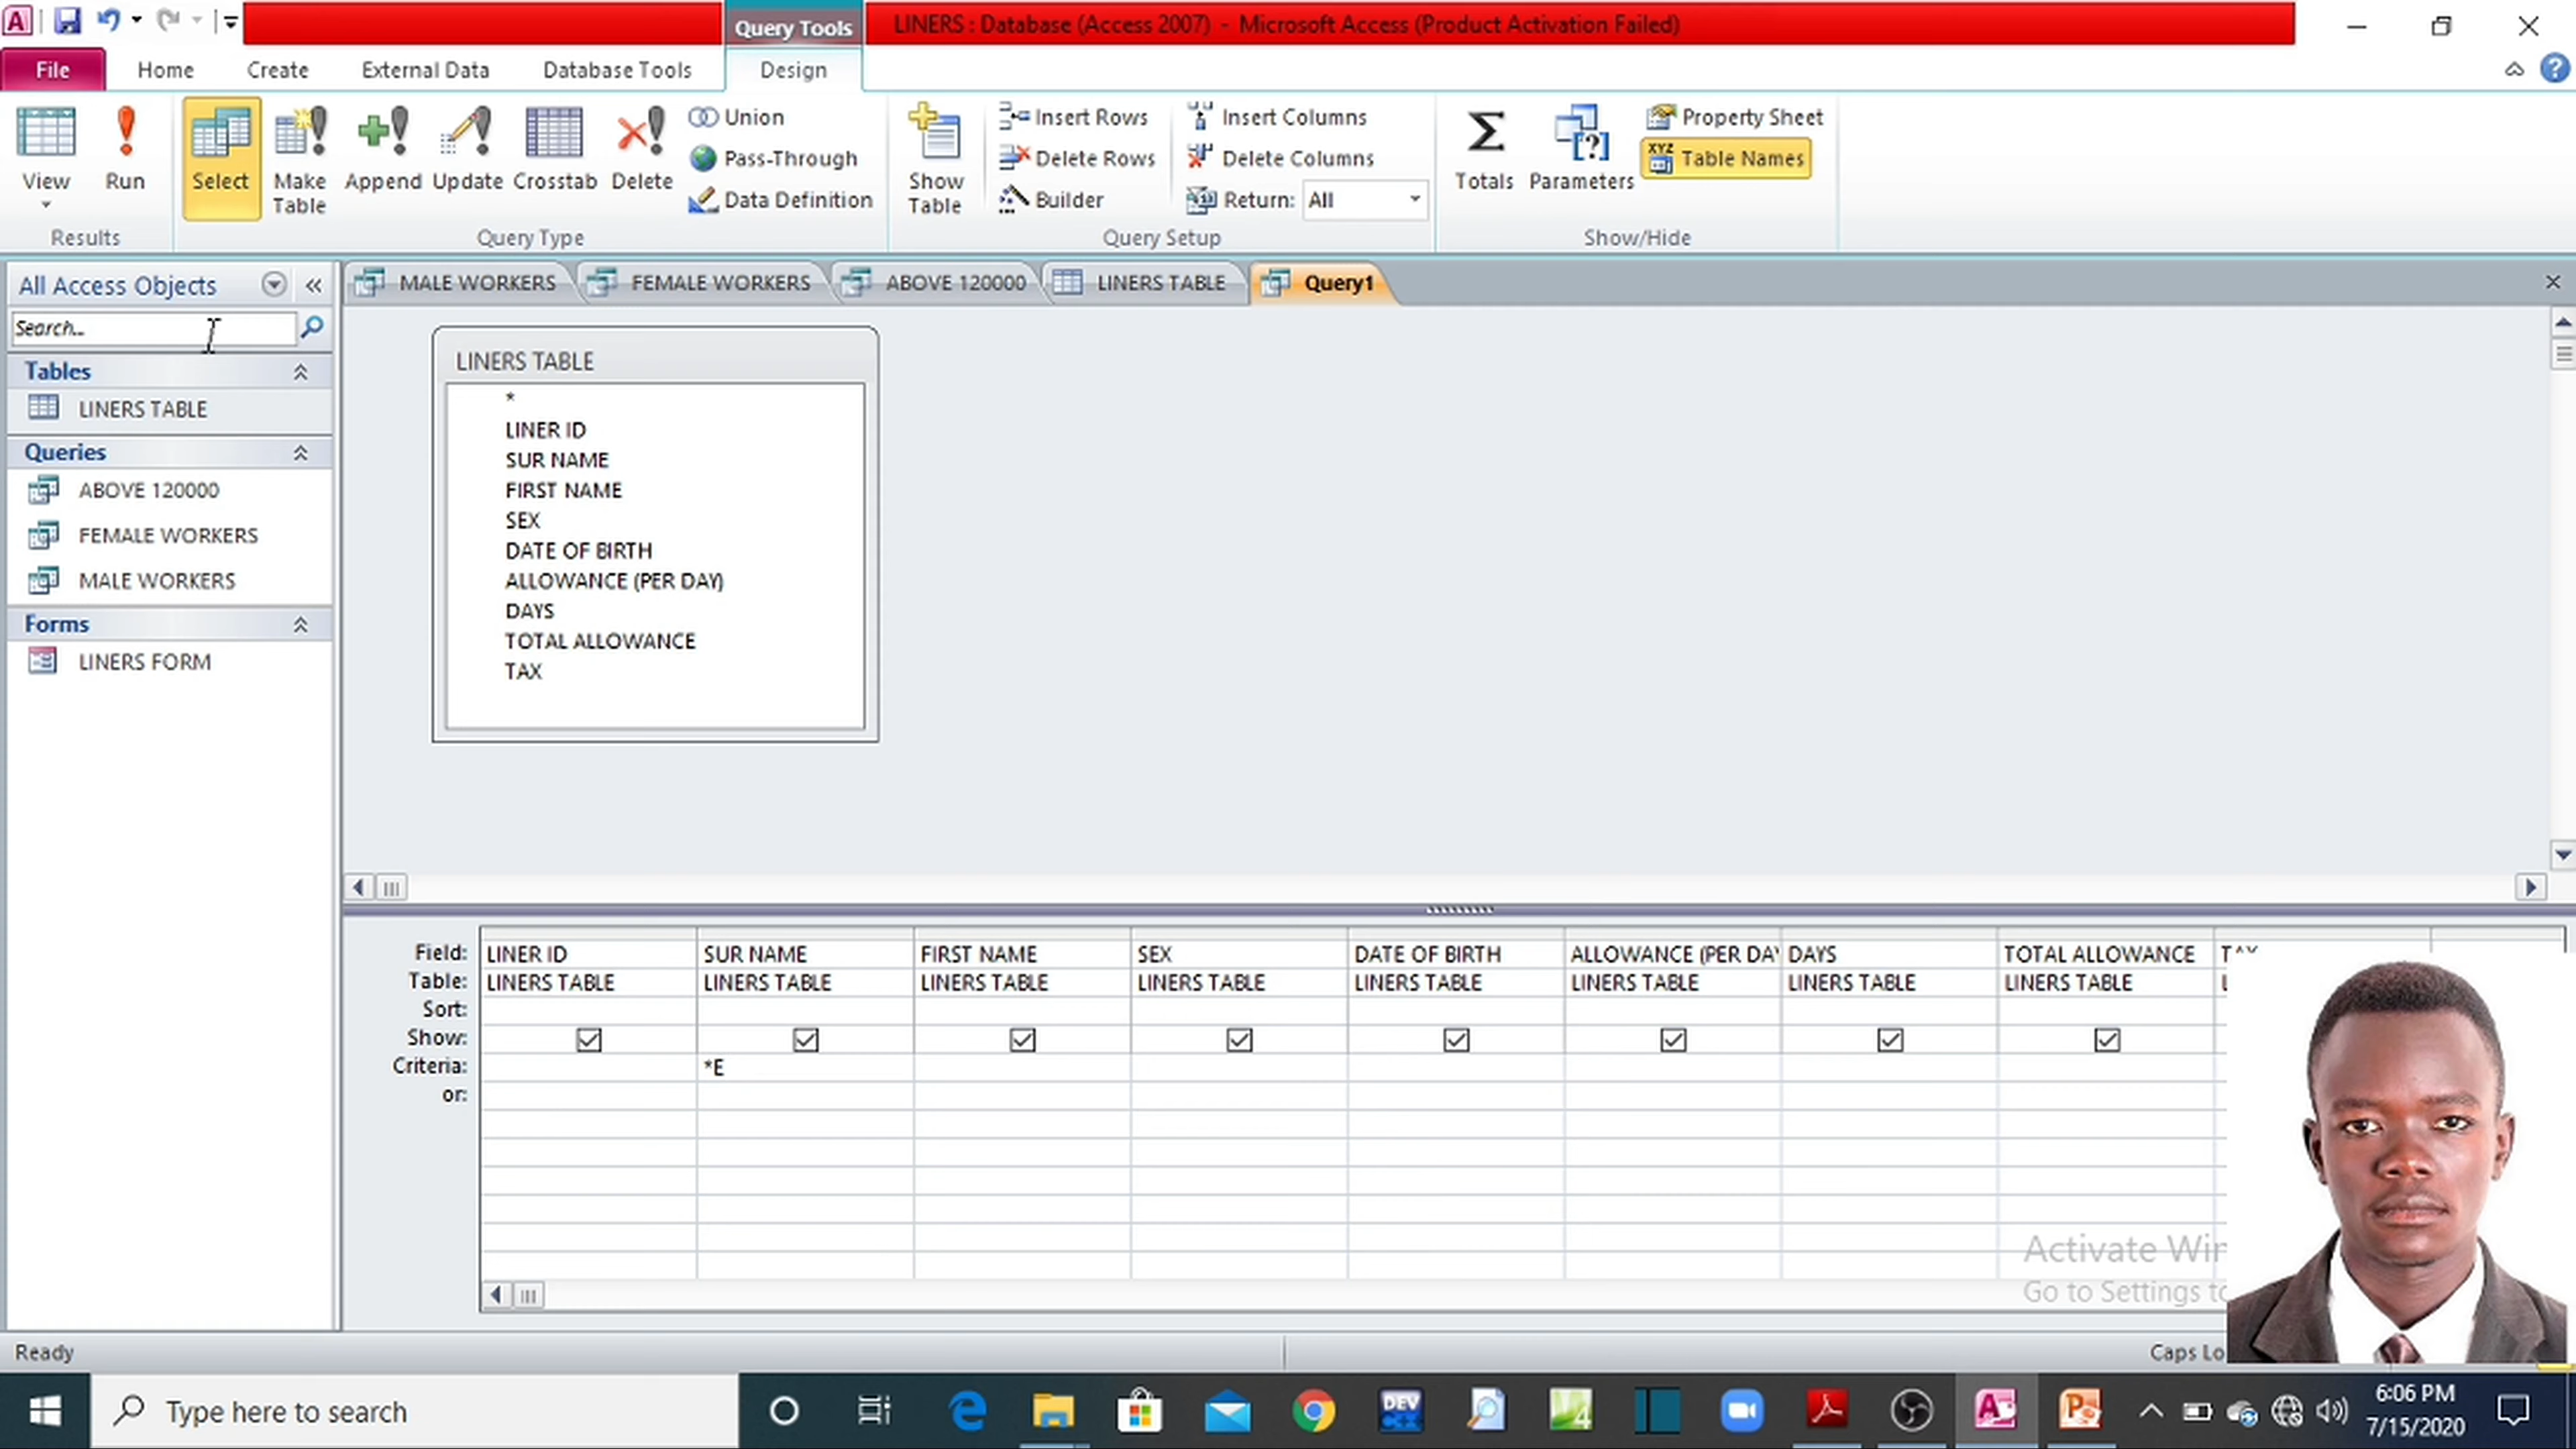 Query Tools
LINERS : Database (Access 2007) - Microsoft Access (Product Activation Failed)
File Home Create External Data Database Tools Design
View Run
Results
Select Make Table Append Update Crosstab Delete
Union
Pass-Through
Data Definition
Query Type
Show Table
Insert Rows
Delete Rows
Builder
Insert Columns
Delete Columns
Return: All
Query Setup
Totals Parameters
Property Sheet
XYZ Table Names
Show/Hide
All Access Objects
Search...
Tables
LINERS TABLE
Queries
ABOVE 120000
FEMALE WORKERS
MALE WORKERS
Forms
LINERS FORM
MALE WORKERS FEMALE WORKERS ABOVE 120000 LINERS TABLE Query1
LINERS TABLE
*
LINER ID
SUR NAME
FIRST NAME
SEX
DATE OF BIRTH
ALLOWANCE (PER DAY)
DAYS
TOTAL ALLOWANCE
TAX
Field: LINER ID SUR NAME FIRST NAME SEX DATE OF BIRTH ALLOWANCE (PER DAY DAYS TOTAL ALLOWANCE
Table: LINERS TABLE LINERS TABLE LINERS TABLE LINERS TABLE LINERS TABLE LINERS TABLE LINERS TABLE LINERS TABLE
Sort:
Show:
Criteria: *E
or:
Activate Win
Go to Settings to
Ready
Caps Lo
Type here to search
DEV C++
6:06 PM
7/15/2020